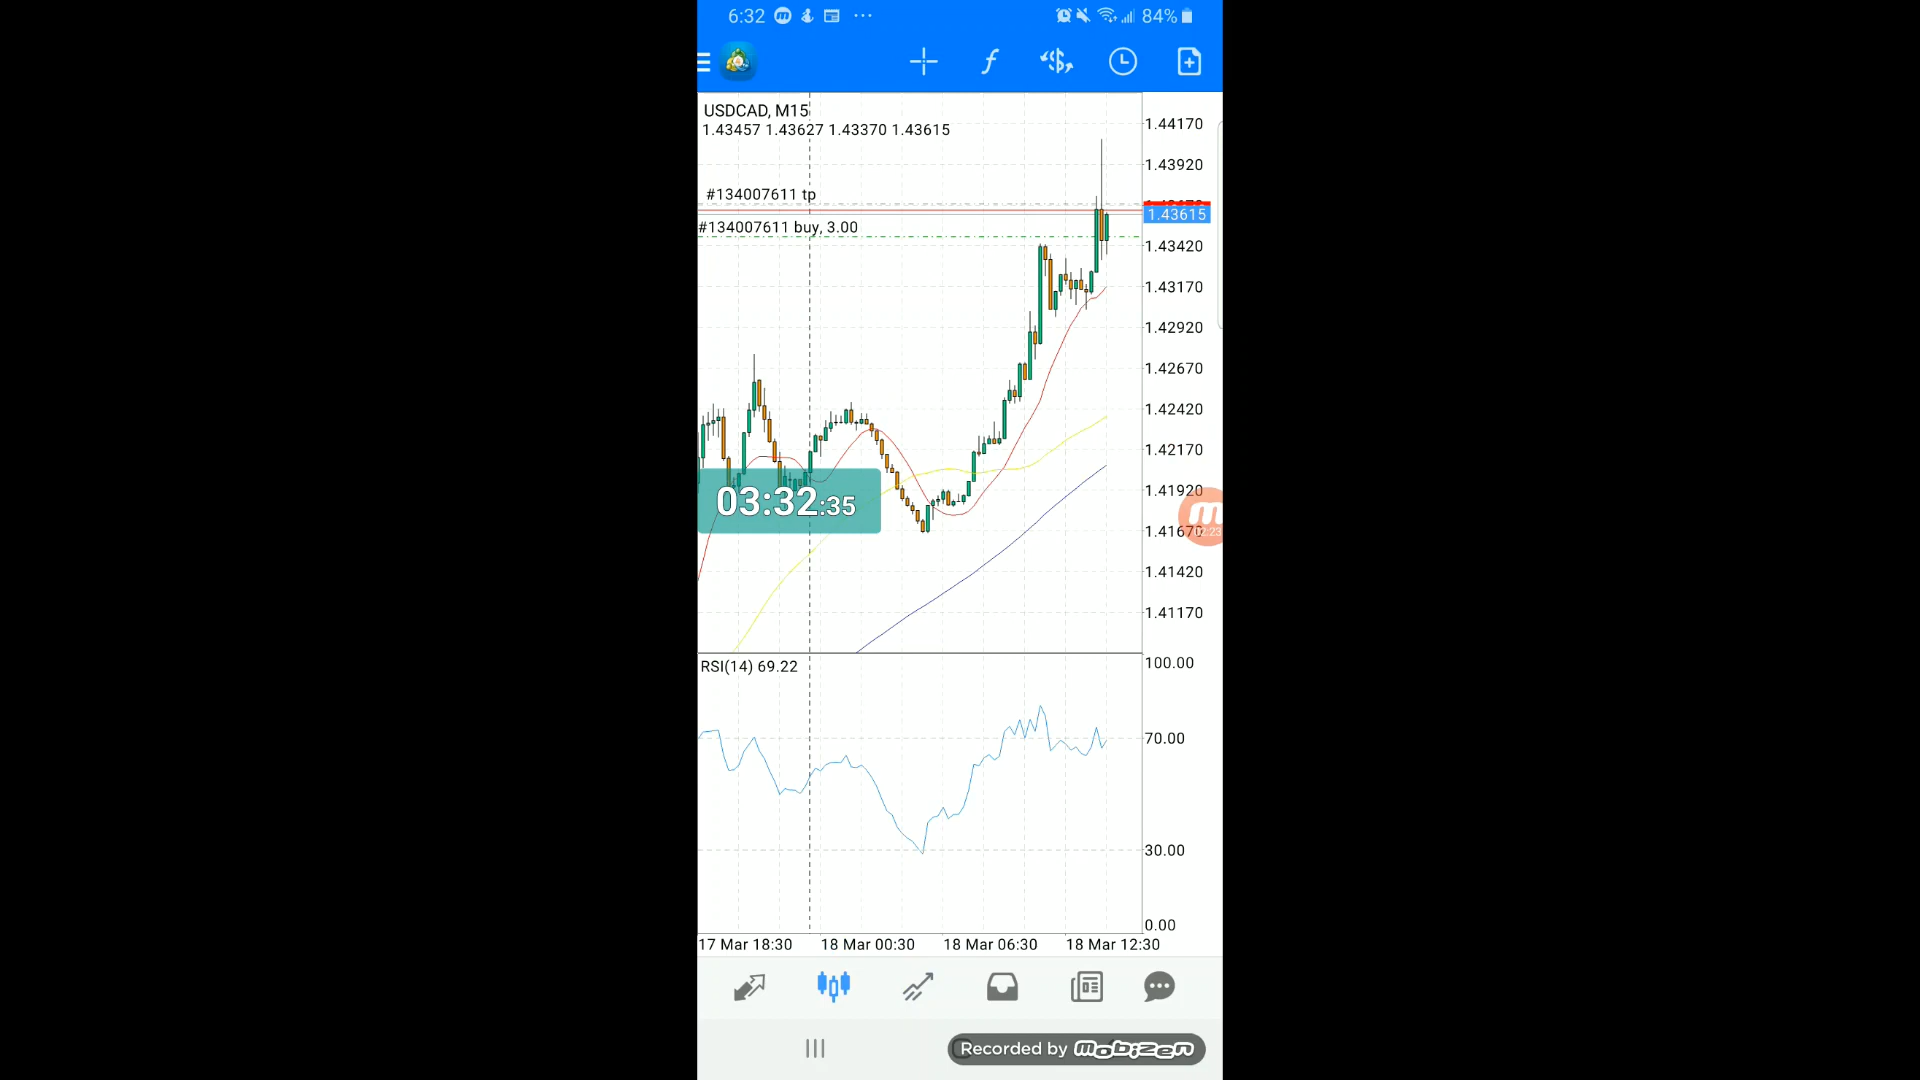 6:32 84%
USDCAD, M15
1.43457 1.43627 1.43370 1.43615
#134007611 tp
#134007611 buy, 3.00
1.44170
1.43920
1.43615
1.43420
1.43170
1.42920
1.42670
1.42420
1.42170
1.41920
1.41670
1.41420
1.41170
03:32:35
RSI(14) 69.22
100.00
70.00
30.00
0.00
17 Mar 18:30 18 Mar 00:30 18 Mar 06:30 18 Mar 12:30
Recorded by mobizen